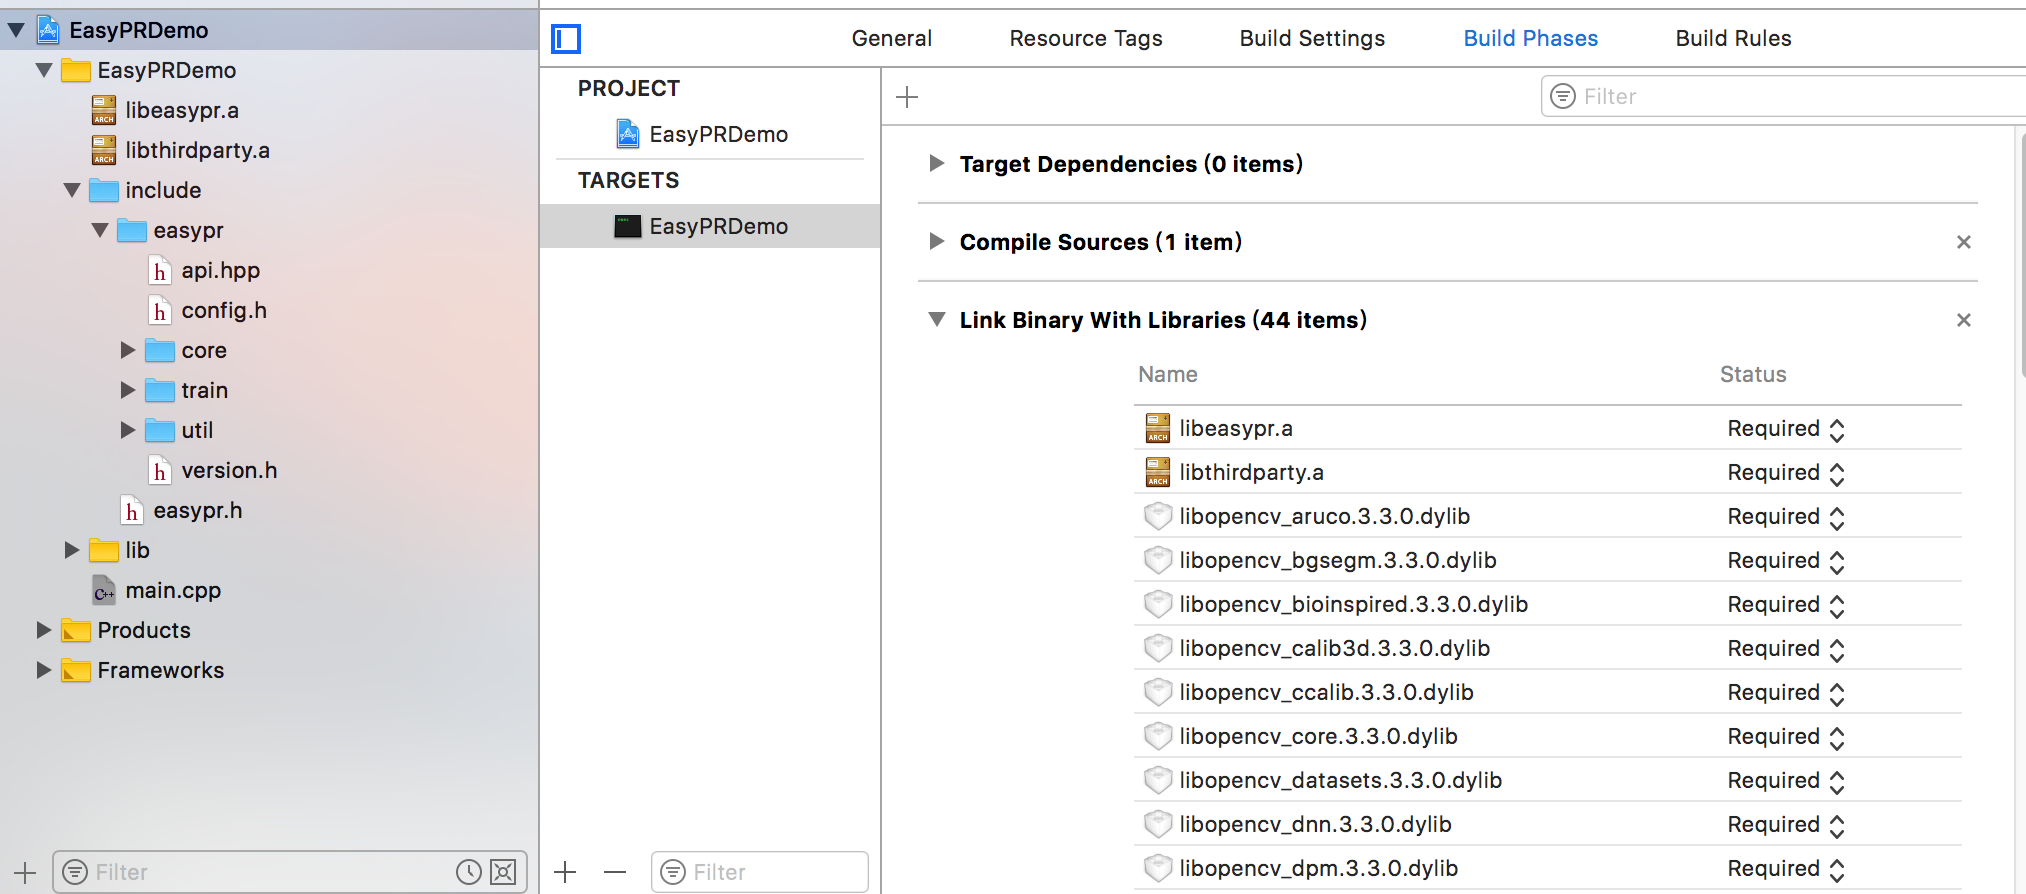 EasyPRDemo
EasyPRDemo
libeasypr.a
libthirdparty.a
include
easypr
api.hpp
config.h
core
train
util
version.h
easypr.h
lib
main.cpp
Products
Frameworks
Filter
General Resource Tags Build Settings Build Phases Build Rules
PROJECT
EasyPRDemo
TARGETS
EasyPRDemo
Filter
Filter
Target Dependencies (0 items)
Compile Sources (1 item)
Link Binary With Libraries (44 items)
Name Status
libeasypr.a Required
libthirdparty.a Required
libopencv_aruco.3.3.0.dylib Required
libopencv_bgsegm.3.3.0.dylib Required
libopencv_bioinspired.3.3.0.dylib Required
libopencv_calib3d.3.3.0.dylib Required
libopencv_ccalib.3.3.0.dylib Required
libopencv_core.3.3.0.dylib Required
libopencv_datasets.3.3.0.dylib Required
libopencv_dnn.3.3.0.dylib Required
libopencv_dpm.3.3.0.dylib Required